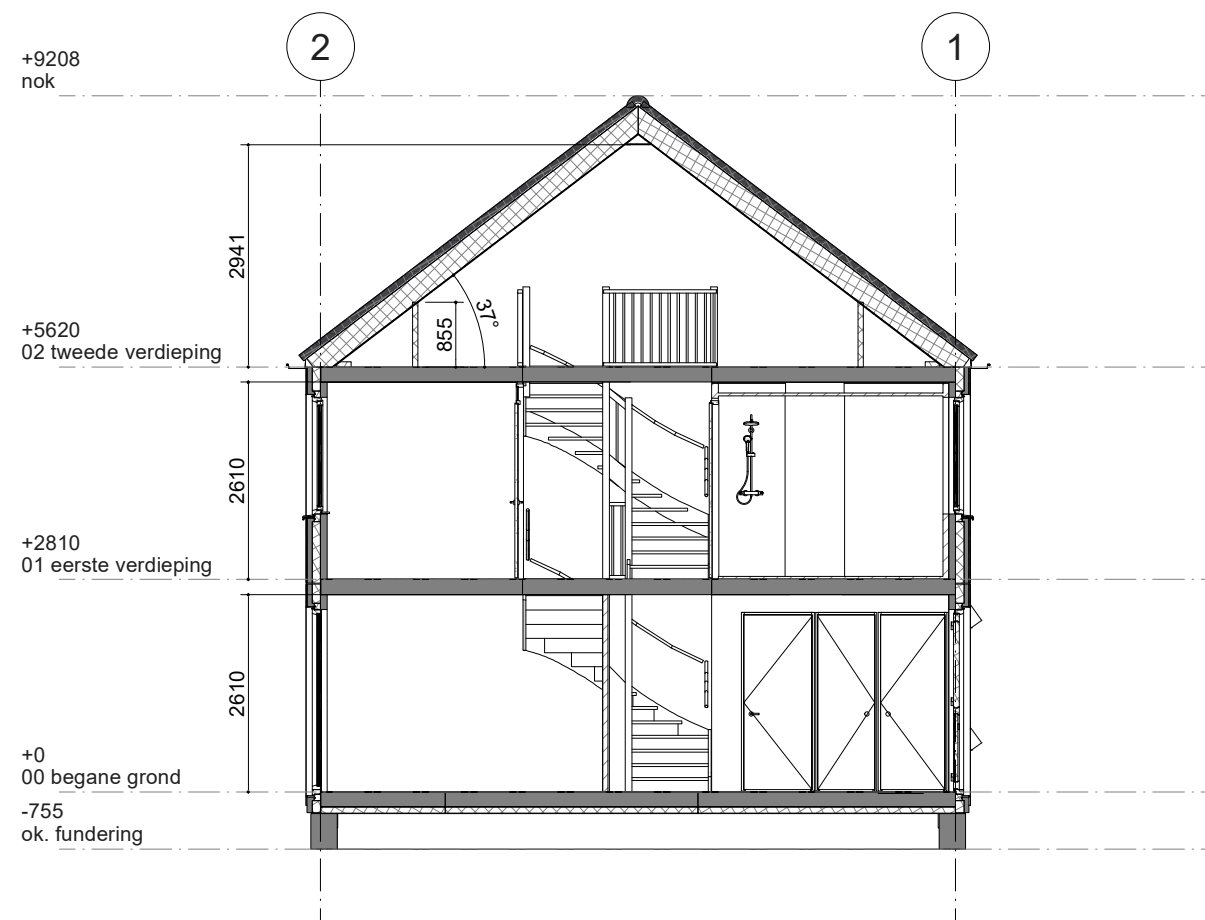 2
1
+9208
nok
2941
37°
855
+5620
02 tweede verdieping
2610
+2810
01 eerste verdieping
2610
+0
00 begane grond
-755
ok. fundering